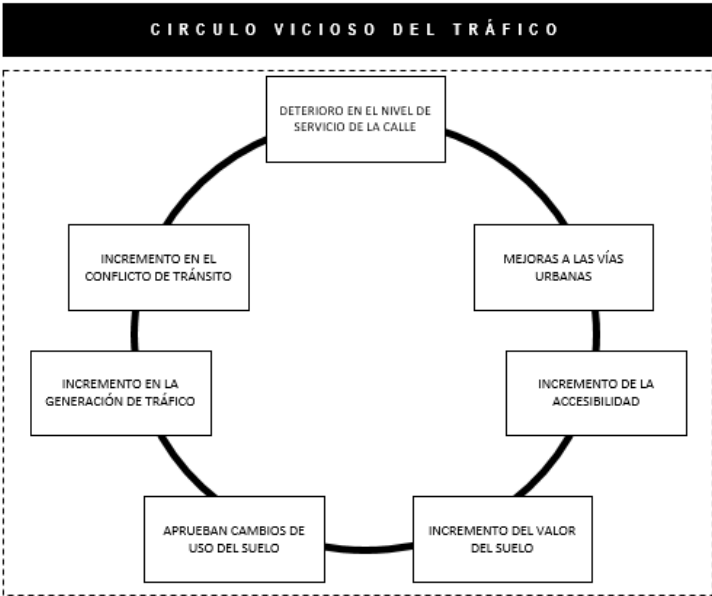 CIRCULO VICIOSO DEL TRÁFICO
DETERIORO EN EL NIVEL DE
SERVICIO DE LA CALLE
MEJORAS A LAS VÍAS
URBANAS
INCREMENTO DE LA
ACCESIBILIDAD
INCREMENTO DEL VALOR
DEL SUELO
APRUEBAN CAMBIOS DE
USO DEL SUELO
INCREMENTO EN LA
GENERACIÓN DE TRÁFICO
INCREMENTO EN EL
CONFLICTO DE TRÁNSITO